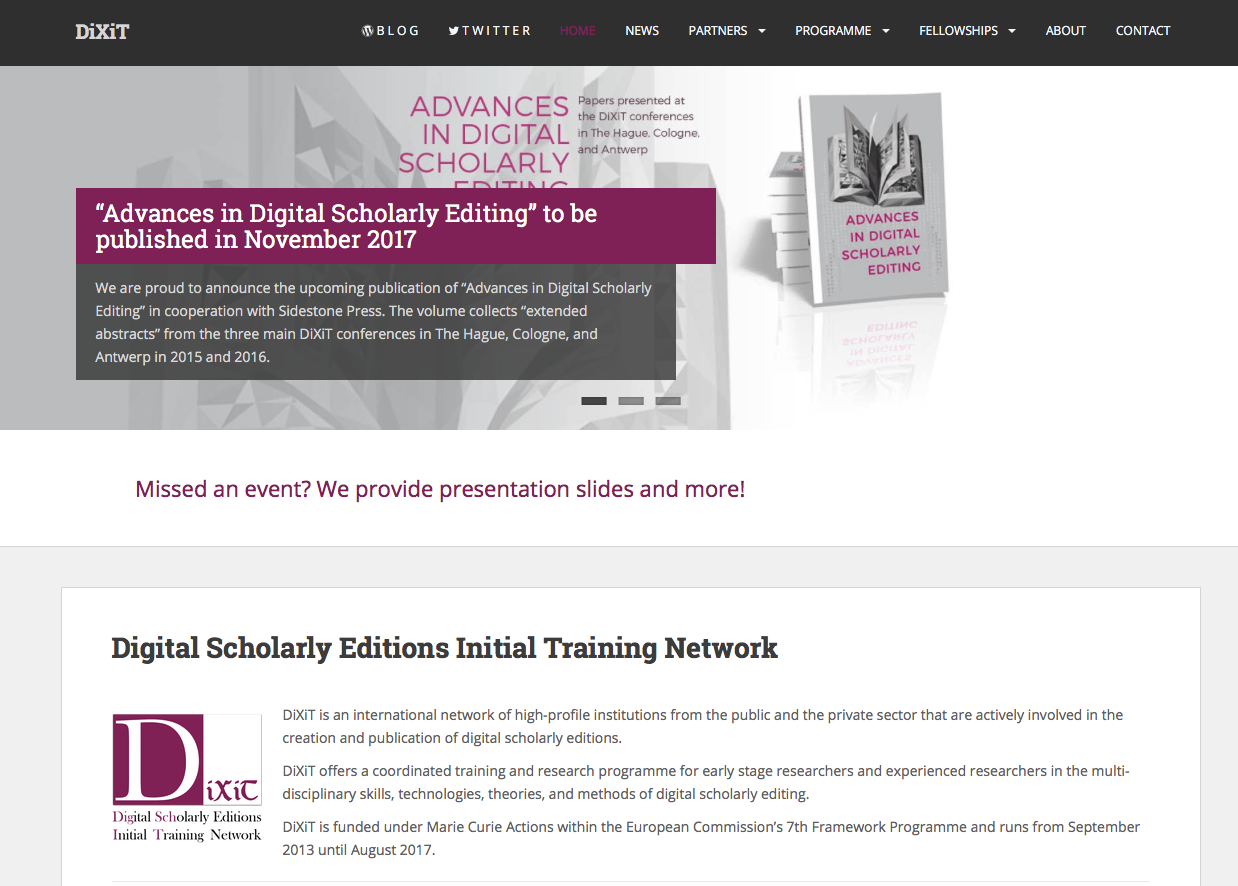 DiXiT
BLOG TWITTER HOME NEWS PARTNERS PROGRAMME FELLOWSHIPS ABOUT CONTACT
ADVANCES
IN DIGITAL
SCHOLARLY
EDITING
Papers presented at
the DiXiT conferences
in The Hague, Cologne,
and Antwerp
ADVANCES
IN DIGITAL
SCHOLARLY
EDITING
“Advances in Digital Scholarly Editing” to be
published in November 2017
We are proud to announce the upcoming publication of “Advances in Digital Scholarly
Editing” in cooperation with Sidestone Press. The volume collects “extended
abstracts” from the three main DiXiT conferences in The Hague, Cologne, and
Antwerp in 2015 and 2016.
Missed an event? We provide presentation slides and more!
Digital Scholarly Editions Initial Training Network
DiXiT
Digital Scholarly Editions
Initial Training Network
DiXiT is an international network of high-profile institutions from the public and the private sector that are actively involved in the
creation and publication of digital scholarly editions.
DiXiT offers a coordinated training and research programme for early stage researchers and experienced researchers in the multi-
disciplinary skills, technologies, theories, and methods of digital scholarly editing.
DiXiT is funded under Marie Curie Actions within the European Commission’s 7th Framework Programme and runs from September
2013 until August 2017.